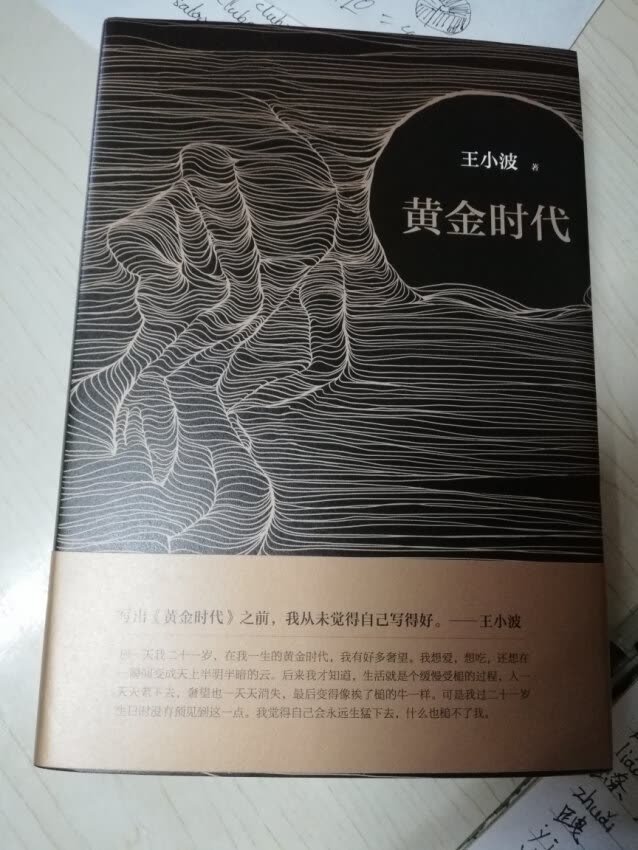 王小波 著
黄金时代
写出《黄金时代》之前，我从未觉得自己写得好。——王小波
那一天我二十一岁，在我一生的黄金时代，我有好多奢望。我想爱，想吃，还想在
一瞬间变成天上半明半暗的云。后来我才知道，生活就是个缓慢受槌的过程，人一
天天老下去，奢望也一天天消失，最后变得像挨了槌的牛一样。可是我过二十一岁
生日时没有预见到这一点。我觉得自己会永远生猛下去，什么也槌不了我。
zhuǎi